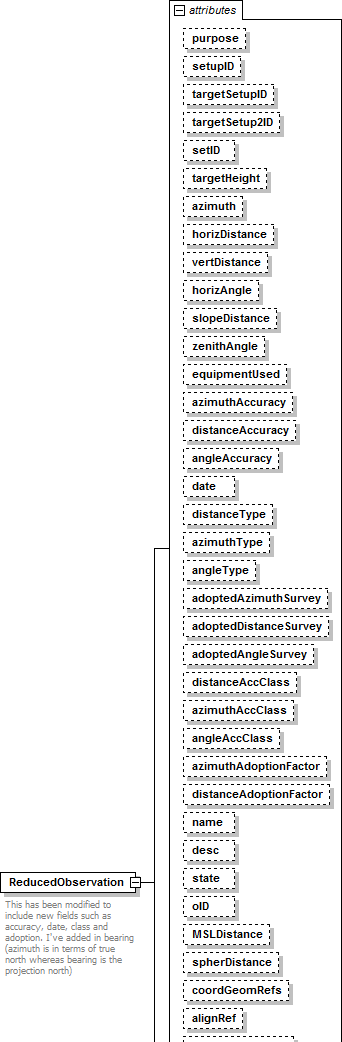 attributes
purpose
setupID
targetSetupID
targetSetup2ID
setID
targetHeight
azimuth
horizDistance
vertDistance
horizAngle
slopeDistance
zenithAngle
equipmentUsed
azimuthAccuracy
distanceAccuracy
angleAccuracy
date
distanceType
azimuthType
angleType
adoptedAzimuthSurvey
adoptedDistanceSurvey
adoptedAngleSurvey
distanceAccClass
azimuthAccClass
angleAccClass
azimuthAdoptionFactor
distanceAdoptionFactor
name
desc
state
oID
MSLDistance
spherDistance
coordGeomRefs
alignRef
ReducedObservation
This has been modified to
include new fields such as
accuracy, date, class and
adoption. I've added in bearing
(azimuth is in terms of true
north whereas bearing is the
projection north)